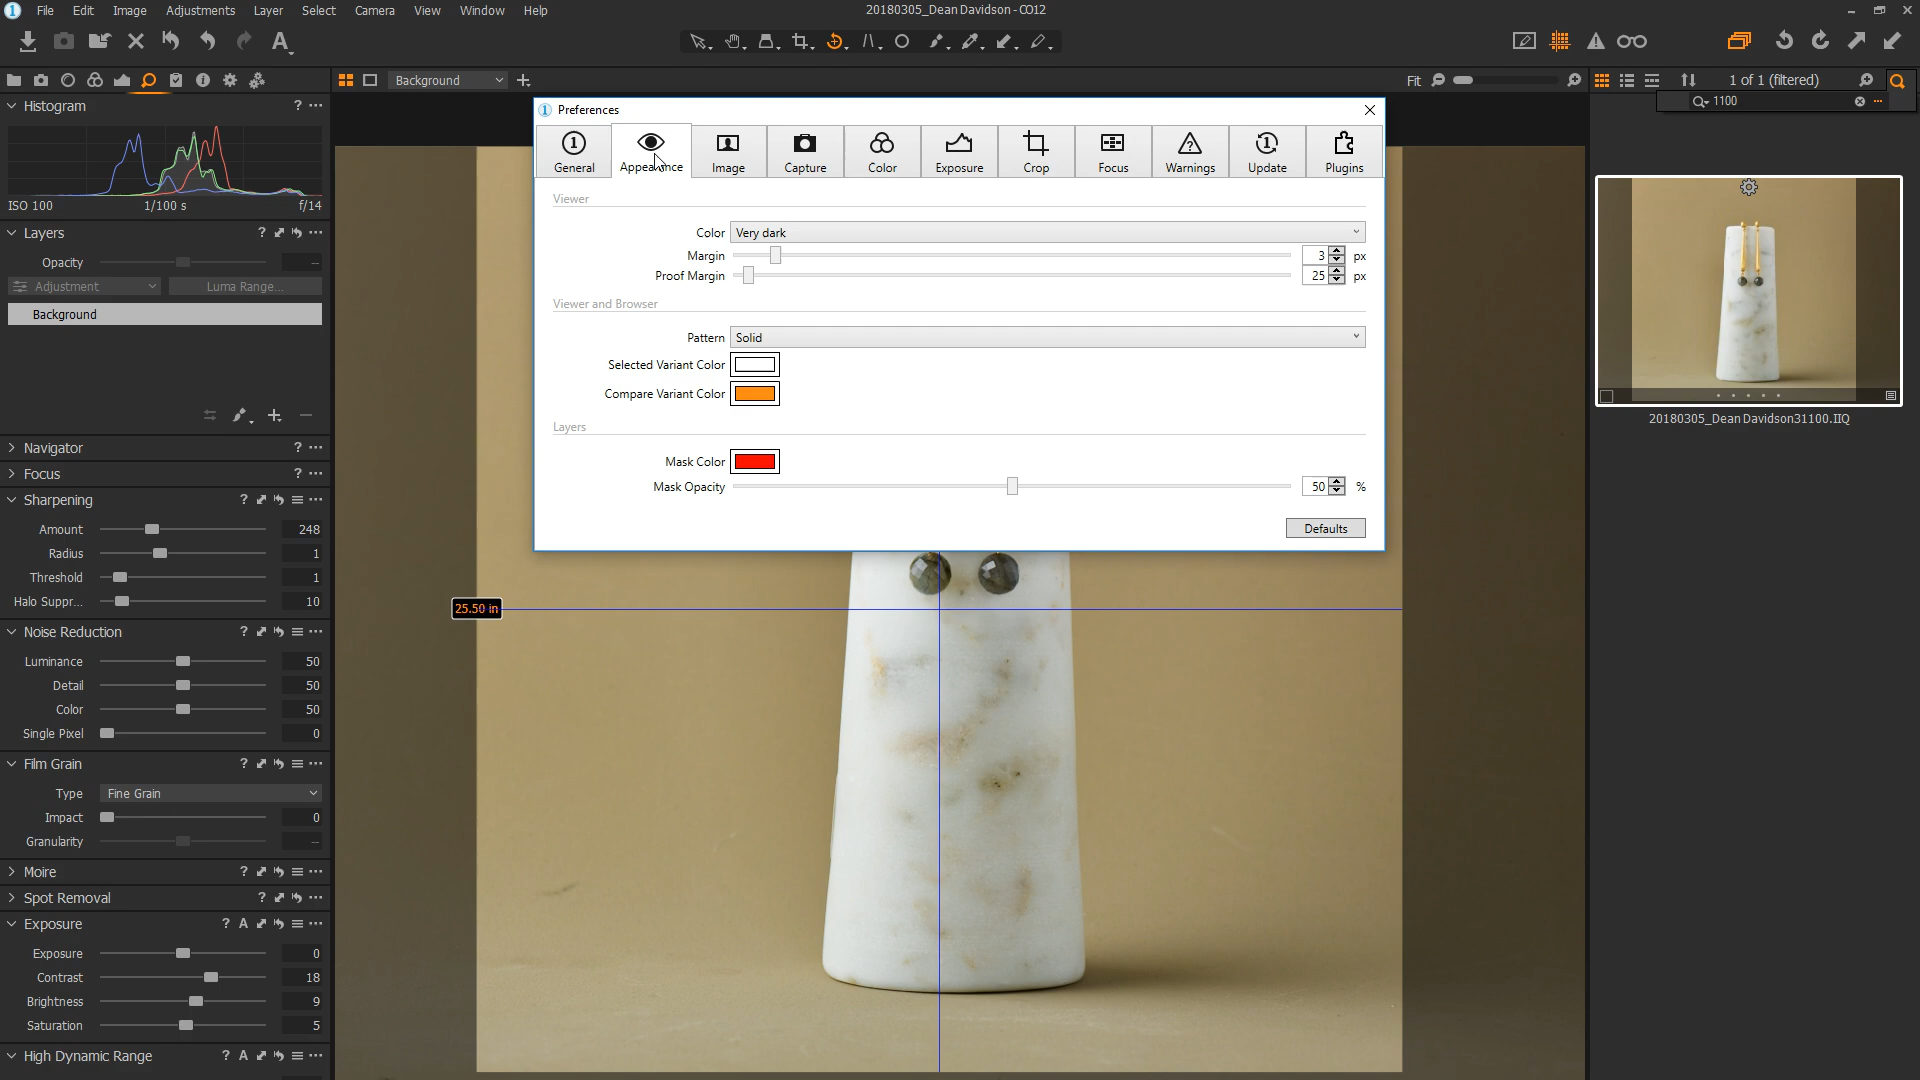 File Edit Image Adjustments Layer Select Camera View Window Help
20180305_Dean Davidson - CO12
Background
Fit
1 of 1 (filtered)
1100
Histogram
ISO 100 1/100 s f/14
Layers
Opacity --
Adjustment Luma Range...
Background
Navigator
Focus
Sharpening
Amount 248
Radius 1
Threshold 1
Halo Suppr... 10
Noise Reduction
Luminance 50
Detail 50
Color 50
Single Pixel 0
Film Grain
Type Fine Grain
Impact 0
Granularity --
Moire
Spot Removal
Exposure
Exposure 0
Contrast 18
Brightness 9
Saturation 5
High Dynamic Range
Preferences
General Appearance Image Capture Color Exposure Crop Focus Warnings Update Plugins
Viewer
Color Very dark
Margin 3 px
Proof Margin 25 px
Viewer and Browser
Pattern Solid
Selected Variant Color
Compare Variant Color
Layers
Mask Color
Mask Opacity 50 %
Defaults
25.50 in
20180305_Dean Davidson31100.IIQ